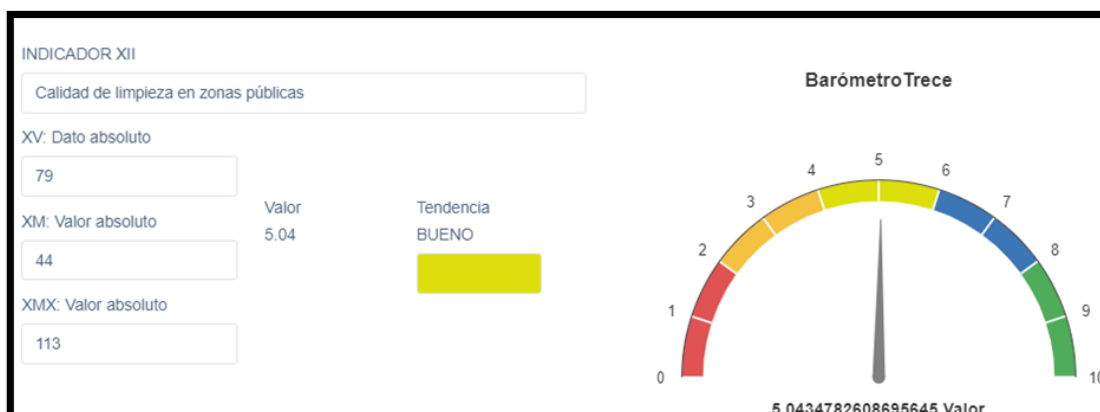 INDICADOR XII
Calidad de limpieza en zonas públicas
XV: Dato absoluto
79
XM: Valor absoluto
44
XMX: Valor absoluto
113
Valor
5.04
Tendencia
BUENO
BarómetroTrece
0
1
2
3
4
5
6
7
8
9
10
5.0434782608695645 Valor